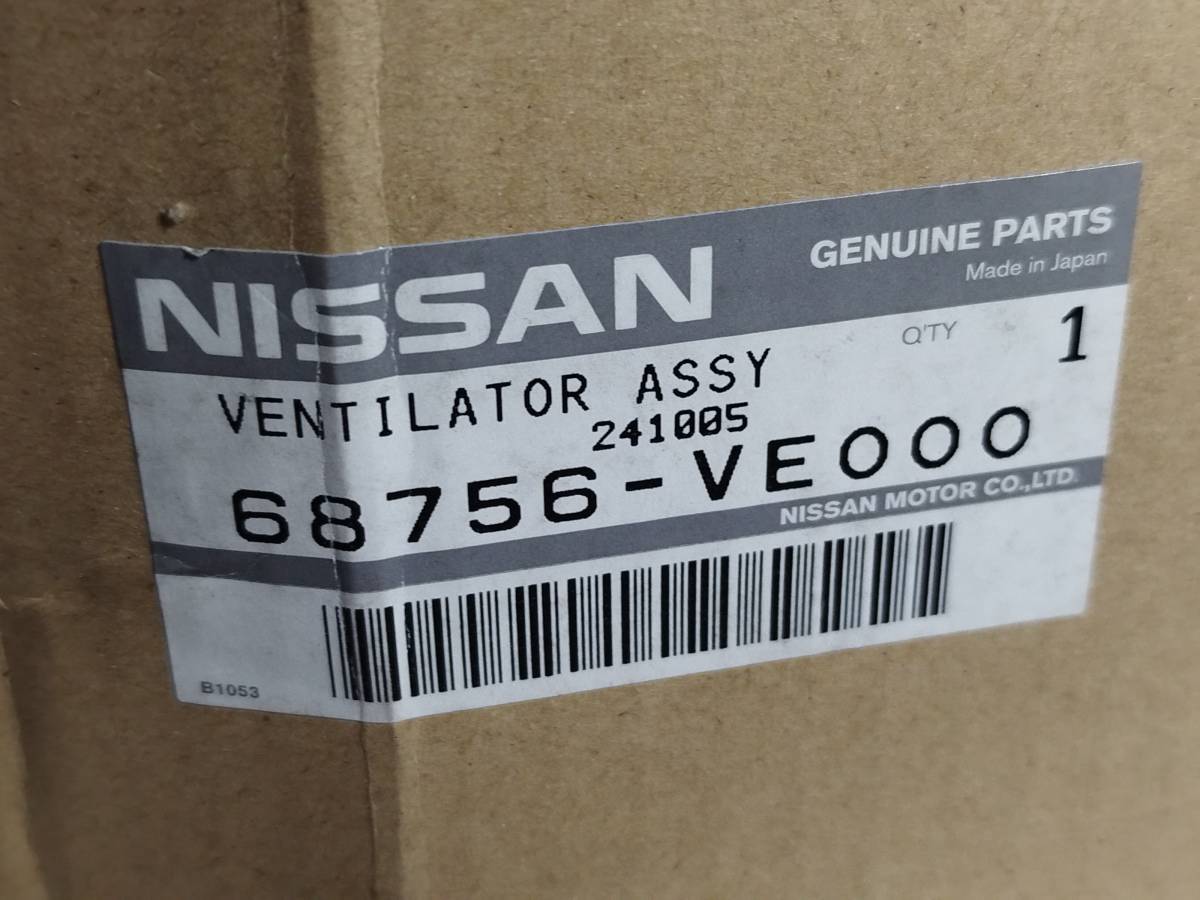 NISSAN
GENUINE PARTS
Made in Japan
Q'TY 1
VENTILATOR ASSY
241005
68756-VE000
NISSAN MOTOR CO.,LTD.
B1053